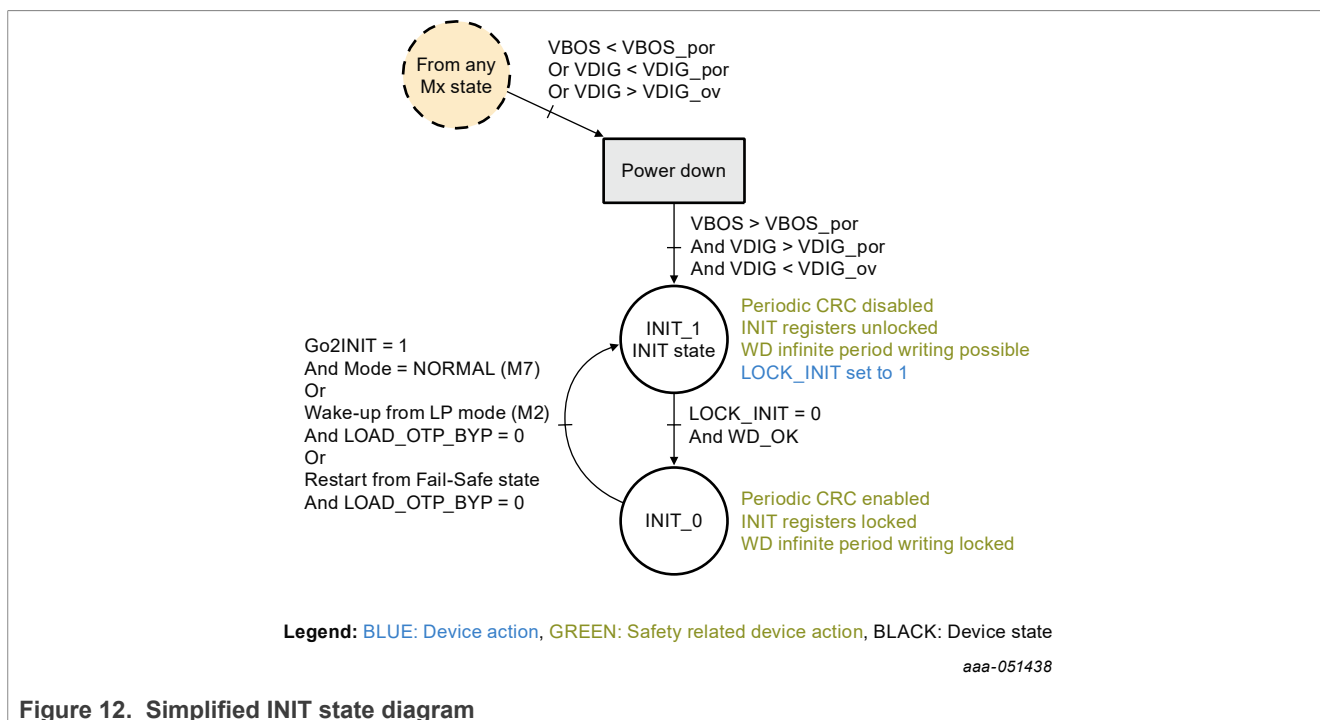 From any
Mx state
VBOS < VBOS_por
Or VDIG < VDIG_por
Or VDIG > VDIG_ov
Power down
VBOS > VBOS_por
And VDIG > VDIG_por
And VDIG < VDIG_ov
INIT_1
INIT state
Periodic CRC disabled
INIT registers unlocked
WD infinite period writing possible
LOCK_INIT set to 1
Go2INIT = 1
And Mode = NORMAL (M7)
Or
Wake-up from LP mode (M2)
And LOAD_OTP_BYP = 0
Or
Restart from Fail-Safe state
And LOAD_OTP_BYP = 0
LOCK_INIT = 0
And WD_OK
INIT_0
Periodic CRC enabled
INIT registers locked
WD infinite period writing locked
Legend: BLUE: Device action, GREEN: Safety related device action, BLACK: Device state
aaa-051438
Figure 12. Simplified INIT state diagram